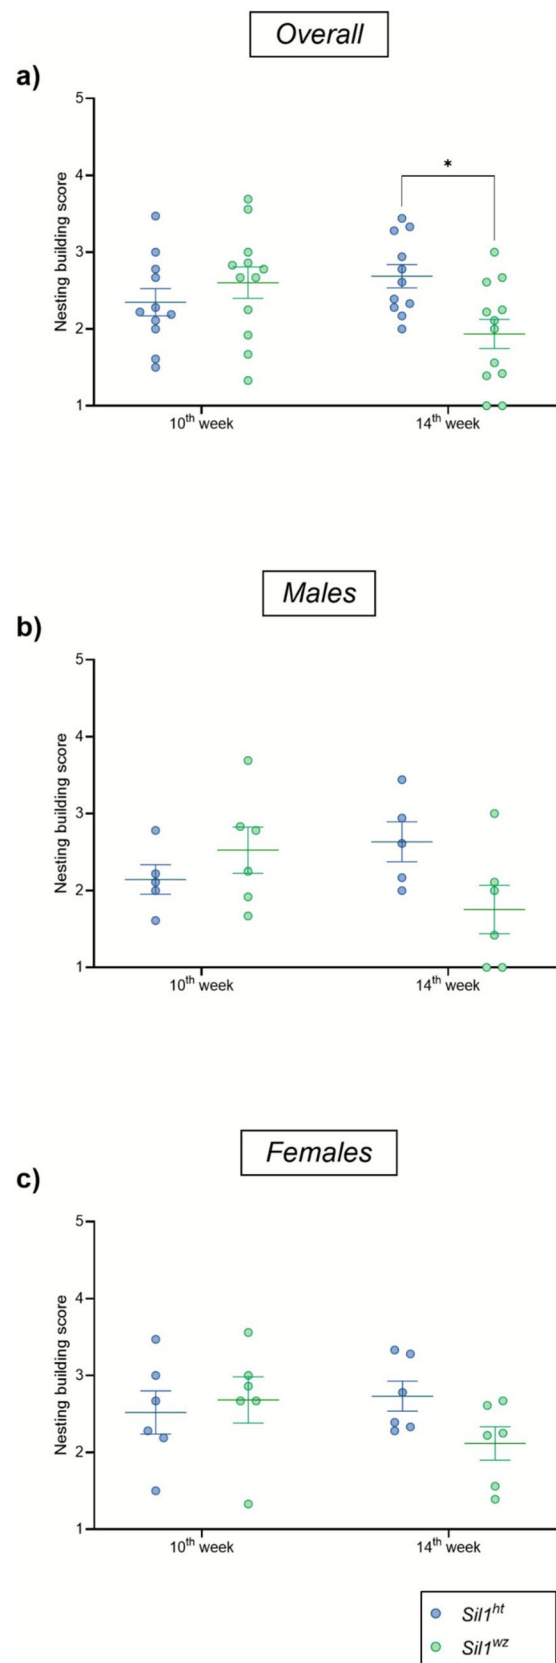 Overall
a)
5
4
3
2
1
Nesting building score
*
10th week 14th week
Males
b)
5
4
3
2
1
Nesting building score
10th week 14th week
Females
c)
5
4
3
2
1
Nesting building score
10th week 14th week
Sil1ht
Sil1wz